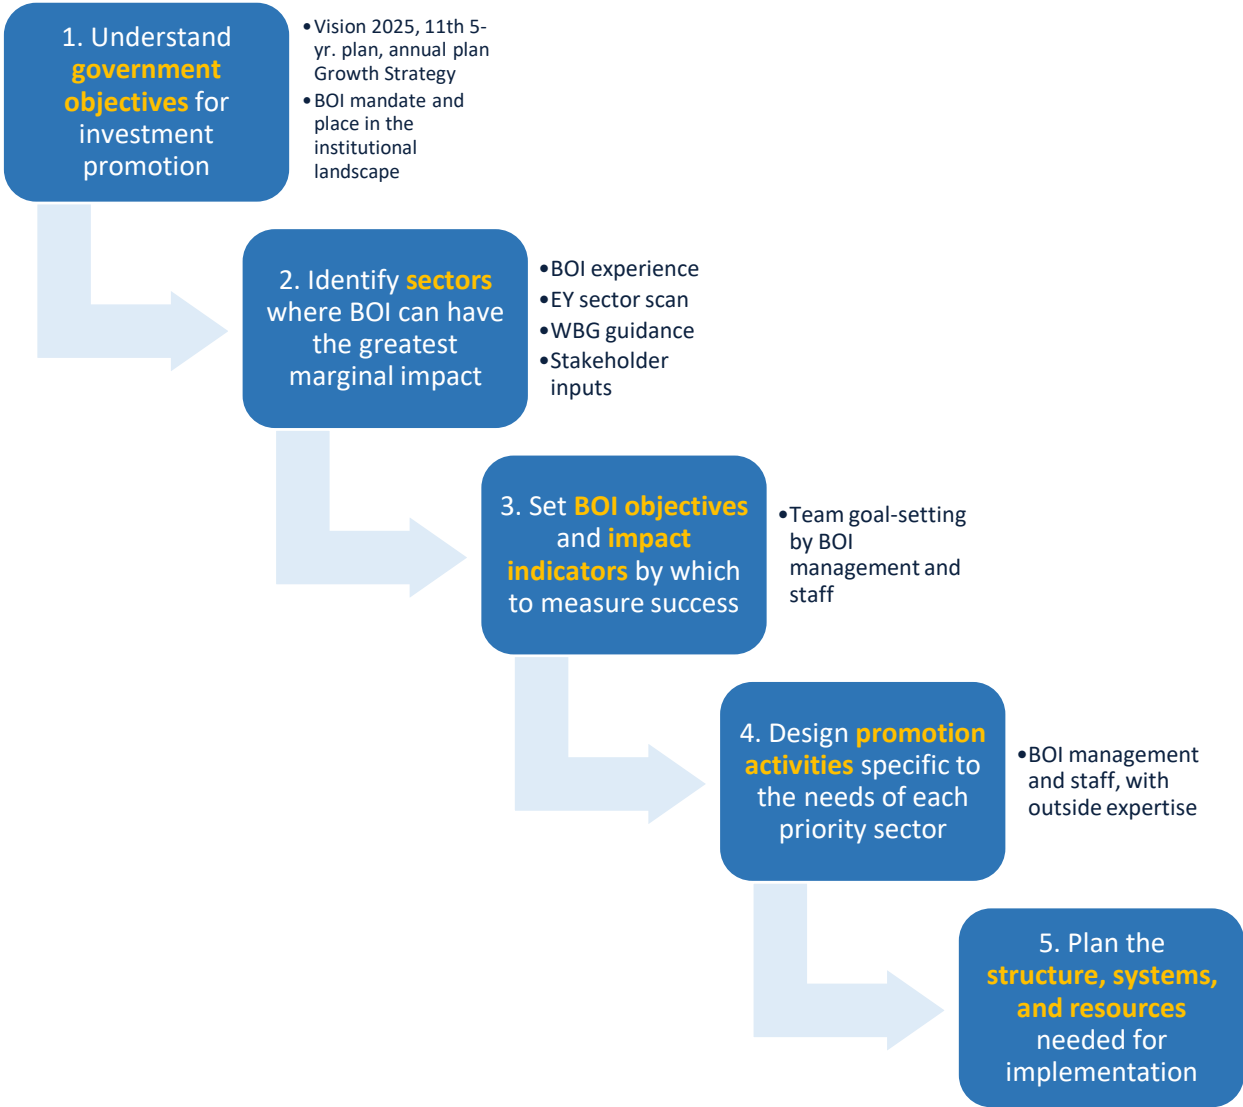 1. Understand
government
objectives for
investment
promotion
•Vision 2025, 11th 5-
yr. plan, annual plan
Growth Strategy
•BOI mandate and
place in the
institutional
landscape
2. Identify sectors
where BOI can have
the greatest
marginal impact
•BOI experience
•EY sector scan
•WBG guidance
•Stakeholder
inputs
3. Set BOI objectives
and impact
indicators by which
to measure success
•Team goal-setting
by BOI
management and
staff
4. Design promotion
activities specific to
the needs of each
priority sector
•BOI management
and staff, with
outside expertise
5. Plan the
structure, systems,
and resources
needed for
implementation